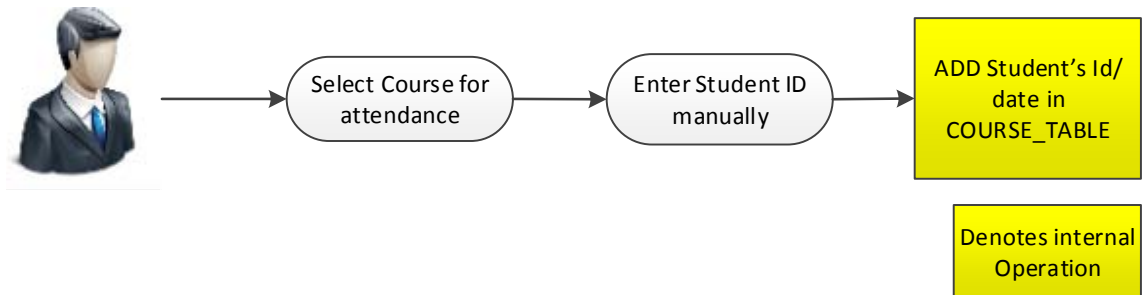 Select Course for
attendance
Enter Student ID
manually
ADD Student's Id/
date in
COURSE_TABLE
Denotes internal
Operation